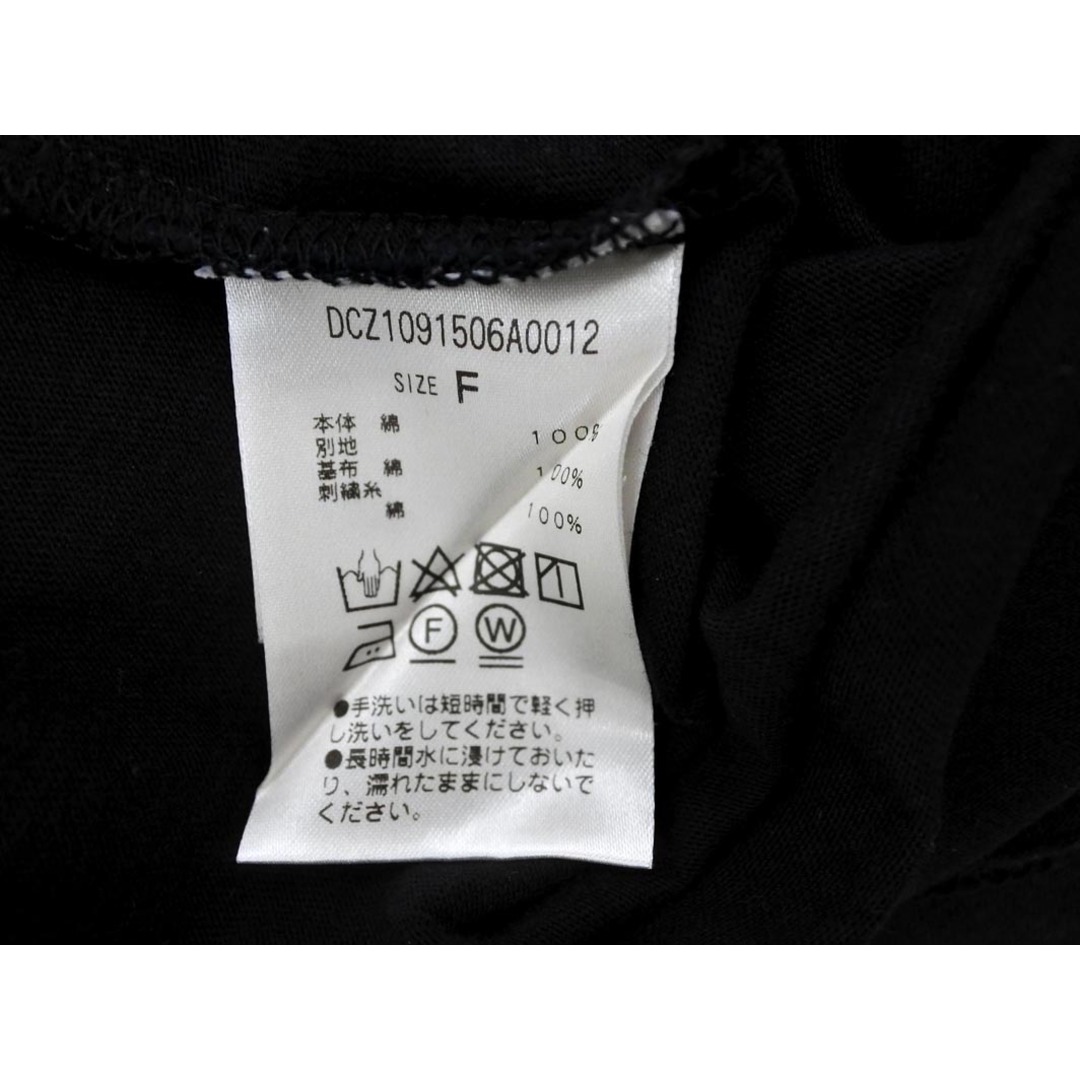 DCZ1091506A0012
SIZE F
本体 綿 100%
別地
基布 綿 100%
刺繍糸
綿 100%
F W
●手洗いは短時間で軽く押
し洗いをしてください。
●長時間水に浸けておいた
り、濡れたままにしないで
ください。